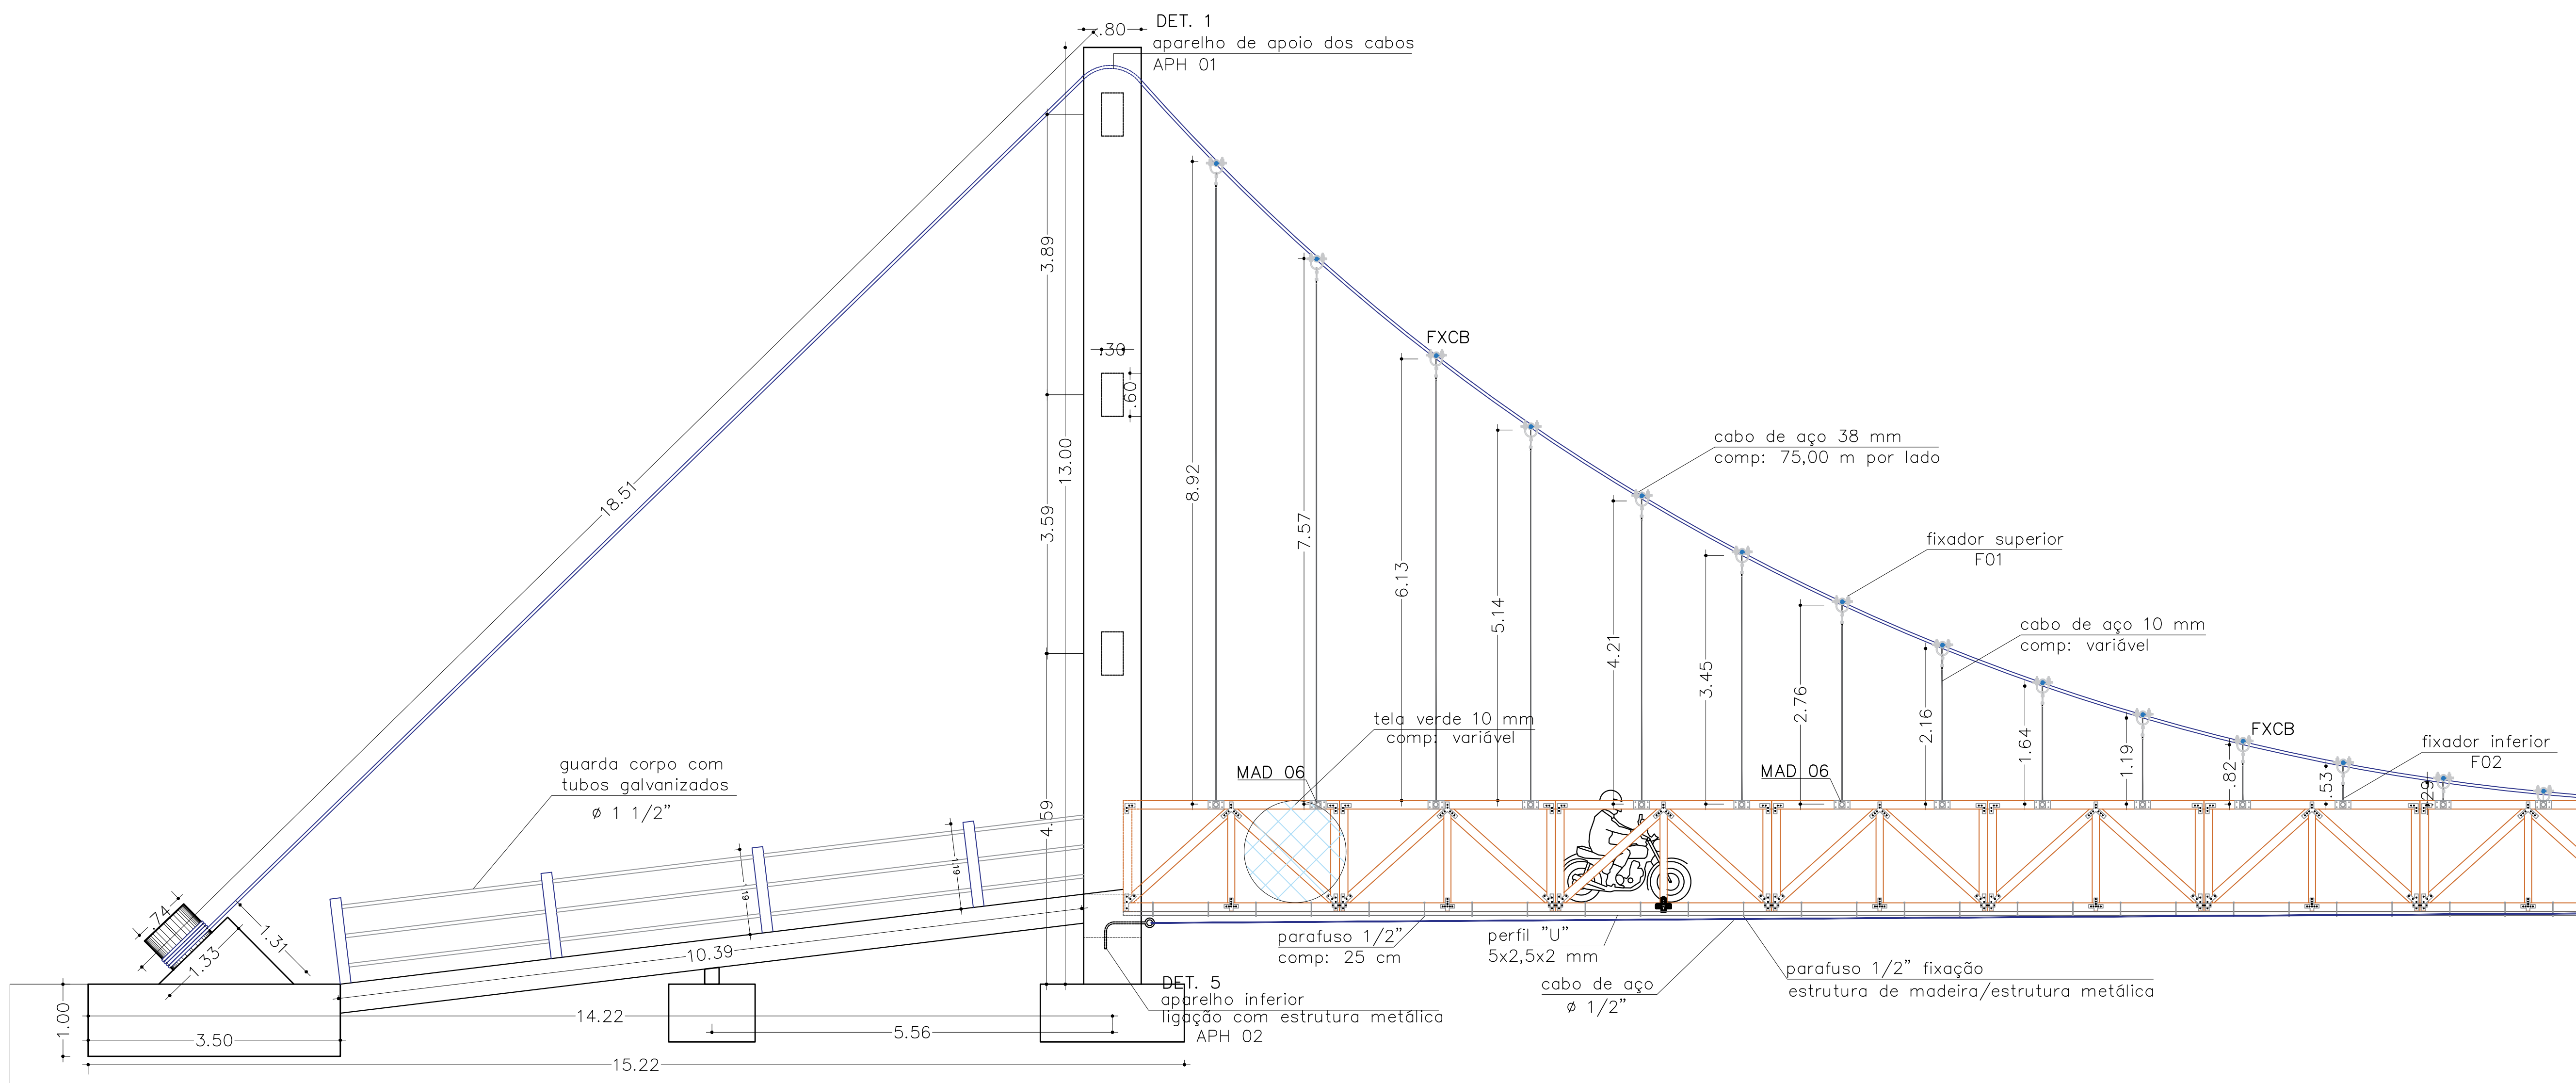 .80
DET. 1
aparelho de apoio dos cabos
APH 01
3.89
FXCB
.30
.60
18.51
13.00
8.92
7.57
6.13
5.14
4.21
3.45
2.76
2.16
1.64
1.19
.82
.53
.29
cabo de aço 38 mm
comp: 75,00 m por lado
fixador superior
F01
cabo de aço 10 mm
comp: variável
3.59
tela verde 10 mm
comp: variável
FXCB
fixador inferior
F02
MAD 06
MAD 06
guarda corpo com
tubos galvanizados
ø 1 1/2"
4.59
1.19
1.19
.74
1.33
1.31
10.39
parafuso 1/2"
comp: 25 cm
perfil "U"
5x2,5x2 mm
cabo de aço
ø 1/2"
parafuso 1/2" fixação
estrutura de madeira/estrutura metálica
DET. 5
aparelho inferior
ligação com estrutura metálica
APH 02
1.00
14.22
3.50
5.56
15.22